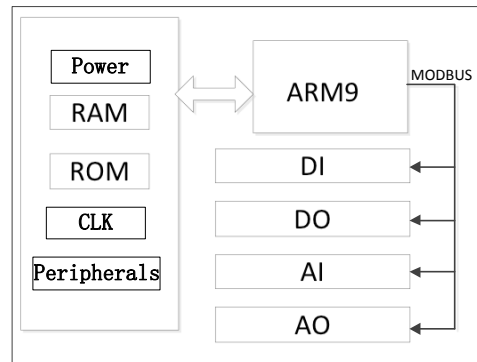 Power
RAM
ROM
CLK
Peripherals
ARM9
MODBUS
DI
DO
AI
AO